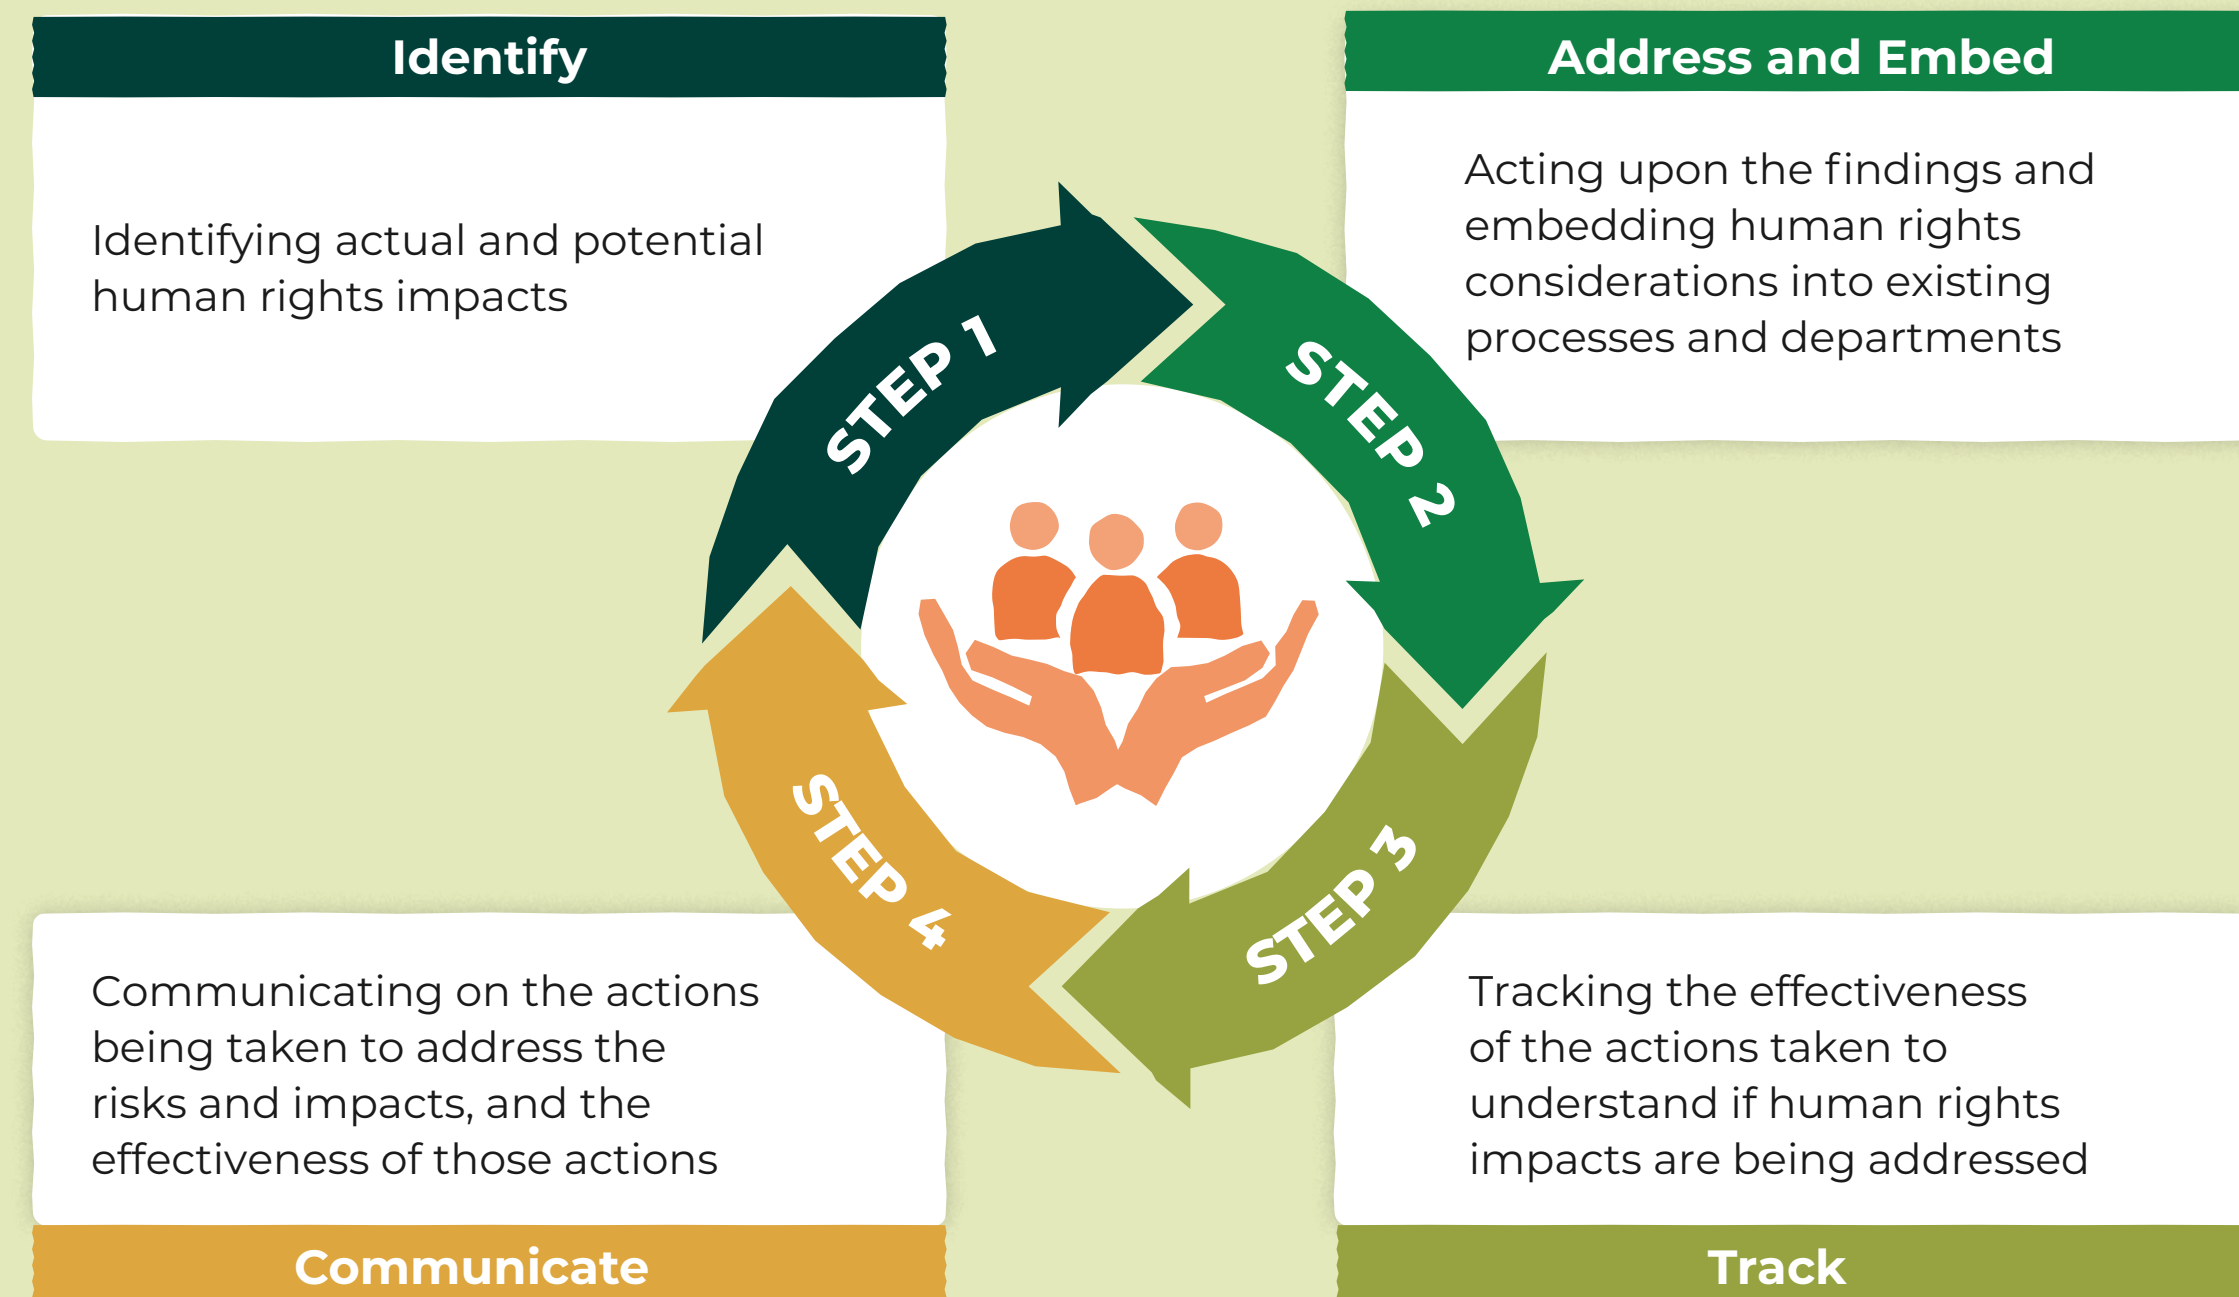 Identify
Identifying actual and potential
human rights impacts
Address and Embed
Acting upon the findings and
embedding human rights
considerations into existing
processes and departments
STEP 1
STEP 2
STEP 3
STEP 4
Tracking the effectiveness
of the actions taken to
understand if human rights
impacts are being addressed
Track
Communicating on the actions
being taken to address the
risks and impacts, and the
effectiveness of those actions
Communicate